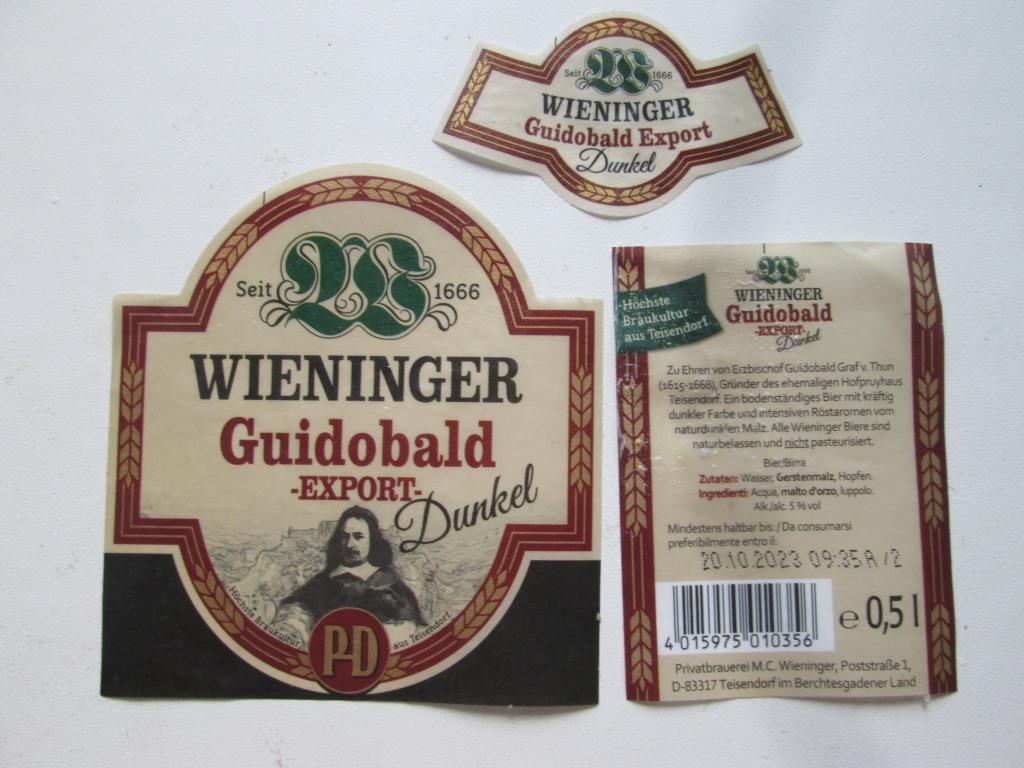 Seit W 1666
WIENINGER
Guidobald Export
Dunkel
Seit W 1666
WIENINGER
Guidobald
-EXPORT-
Dunkel
Höchste Braukultur aus Teisendorf.
P-D
Seit W 1666
WIENINGER
Guidobald
-EXPORT-
Dunkel
Höchste
Braukultur
aus Teisendorf.
Zu Ehren von Erzbischof Guidobald Graf v. Thun
(1615-1668), Gründer des ehemaligen Hofpruyhaus
Teisendorf. Ein bodenständiges Bier mit kräftig
dunkler Farbe und intensiven Röstaromen vom
naturdunklen Malz. Alle Wieninger Biere sind
naturbelassen und nicht pasteurisiert.
Bier/Birra
Zutaten: Wasser, Gerstenmalz, Hopfen.
Ingredienti: Acqua, malto d'orzo, luppolo.
Alk./alc. 5 % vol
Mindestens haltbar bis: / Da consumarsi
preferibilmente entro il:
20.10.2023 09:35A /2
4 015975 010356
e 0,5 l
Privatbrauerei M.C. Wieninger, Poststraße 1,
D-83317 Teisendorf im Berchtesgadener Land